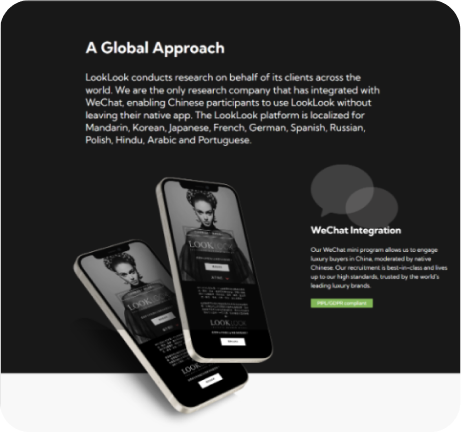 A Global Approach
LookLook conducts research on behalf of its clients across the
world. We are the only research company that has integrated with
WeChat, enabling Chinese participants to use LookLook without
leaving their native app. The LookLook platform is localized for
Mandarin, Korean, Japanese, French, German, Spanish, Russian,
Polish, Hindu, Arabic and Portuguese.
WeChat Integration
Our WeChat mini program allows us to engage
luxury buyers in China, moderated by native
Chinese. Our recruitment is best-in-class and lives
up to our high standards, trusted by the world's
leading luxury brands.
PIPL/GDPR compliant
LOOKLOOK
LOOKLOOK
LOOK
LOOKLOOK